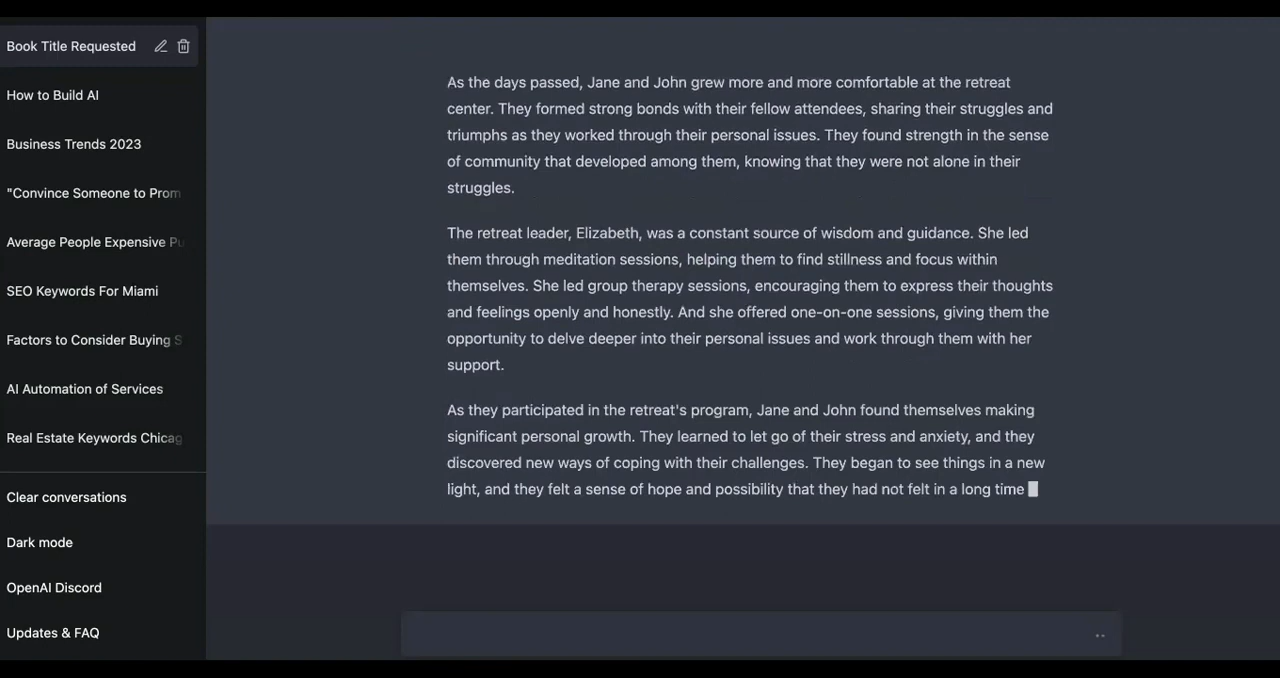 Book Title Requested
How to Build AI
Business Trends 2023
"Convince Someone to Prom
Average People Expensive
SEO Keywords For Miami
Factors to Consider Buying S
AI Automation of Services
Real Estate Keywords Chicag
Clear conversations
Dark mode
OpenAI Discord
Updates & FAQ
As the days passed, Jane and John grew more and more comfortable at the retreat
center. They formed strong bonds with their fellow attendees, sharing their struggles and
triumphs as they worked through their personal issues. They found strength in the sense
of community that developed among them, knowing that they were not alone in their
struggles.
The retreat leader, Elizabeth, was a constant source of wisdom and guidance. She led
them through meditation sessions, helping them to find stillness and focus within
themselves. She led group therapy sessions, encouraging them to express their thoughts
and feelings openly and honestly. And she offered one-on-one sessions, giving them the
opportunity to delve deeper into their personal issues and work through them with her
support.
As they participated in the retreat's program, Jane and John found themselves making
significant personal growth. They learned to let go of their stress and anxiety, and they
discovered new ways of coping with their challenges. They began to see things in a new
light, and they felt a sense of hope and possibility that they had not felt in a long time